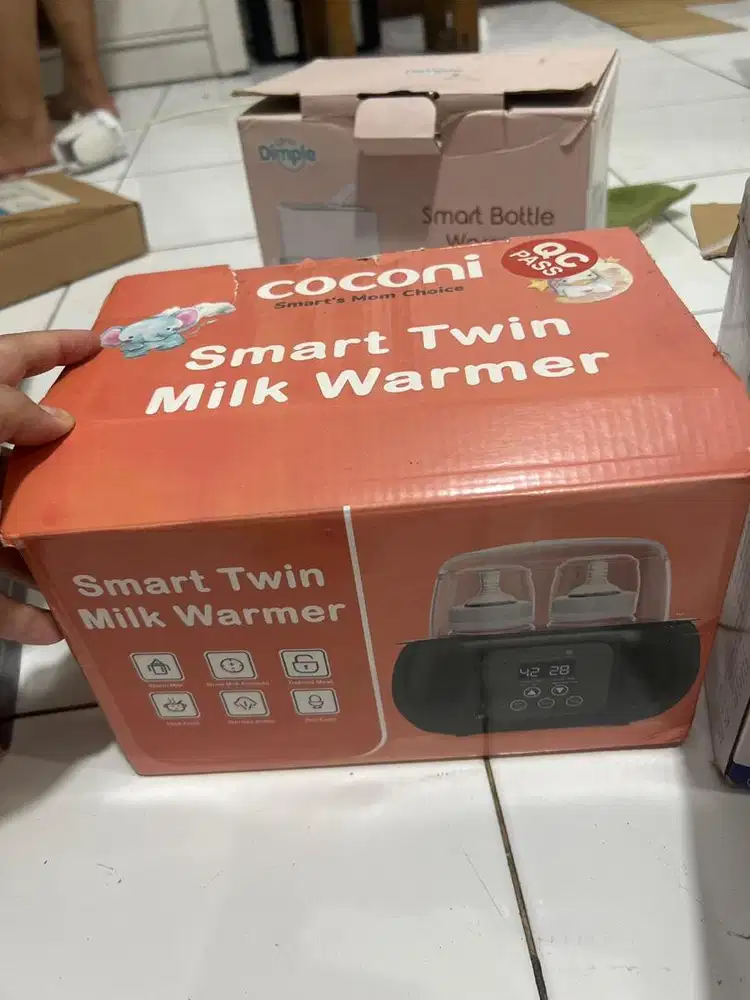 Dimple
Smart Bottle
coconi
Smart's Mom Choice
QC
PASS
Smart Twin
Milk Warmer
Smart Twin
Milk Warmer
42 28